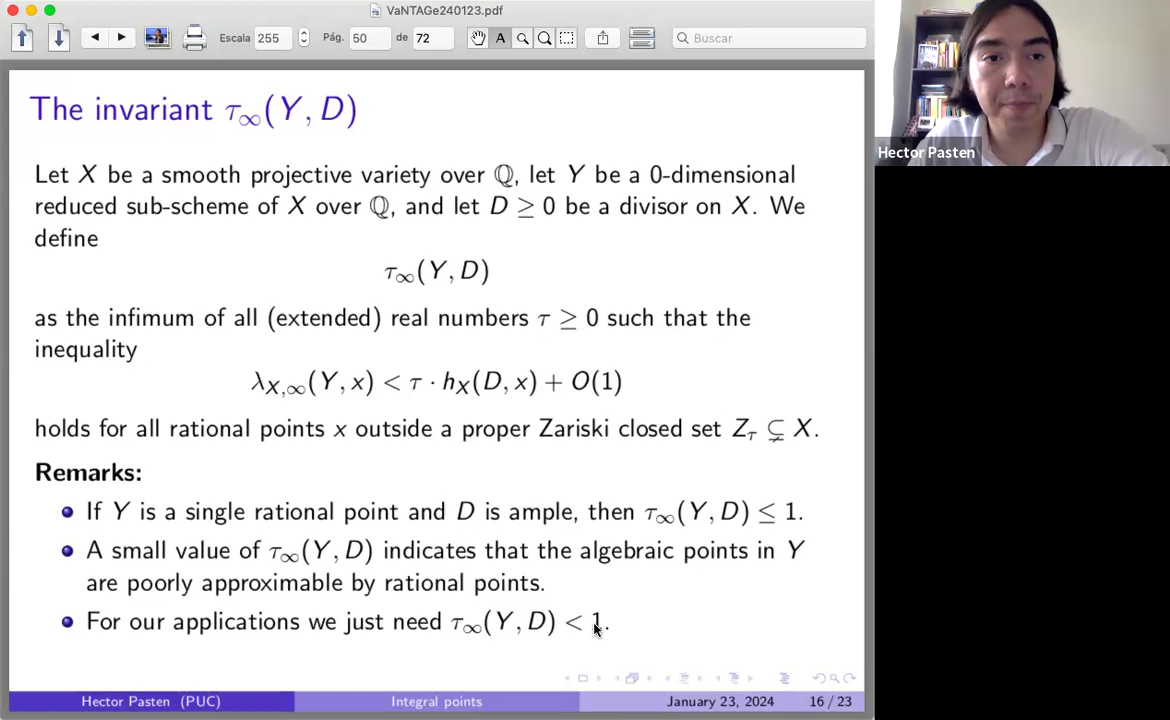 VaNTAGe240123.pdf
Escala 255 Pág. 50 de 72 A Buscar
The invariant τ∞(Y, D)
Let X be a smooth projective variety over ℚ, let Y be a 0-dimensional
reduced sub-scheme of X over ℚ, and let D ≥ 0 be a divisor on X. We
define
τ∞(Y, D)
as the infimum of all (extended) real numbers τ ≥ 0 such that the
inequality
λX,∞(Y, x) < τ · hX(D, x) + O(1)
holds for all rational points x outside a proper Zariski closed set Zτ ⊊ X.
Remarks:
If Y is a single rational point and D is ample, then τ∞(Y, D) ≤ 1.
A small value of τ∞(Y, D) indicates that the algebraic points in Y
are poorly approximable by rational points.
For our applications we just need τ∞(Y, D) < 1.
Hector Pasten (PUC) Integral points January 23, 2024 16 / 23
Hector Pasten